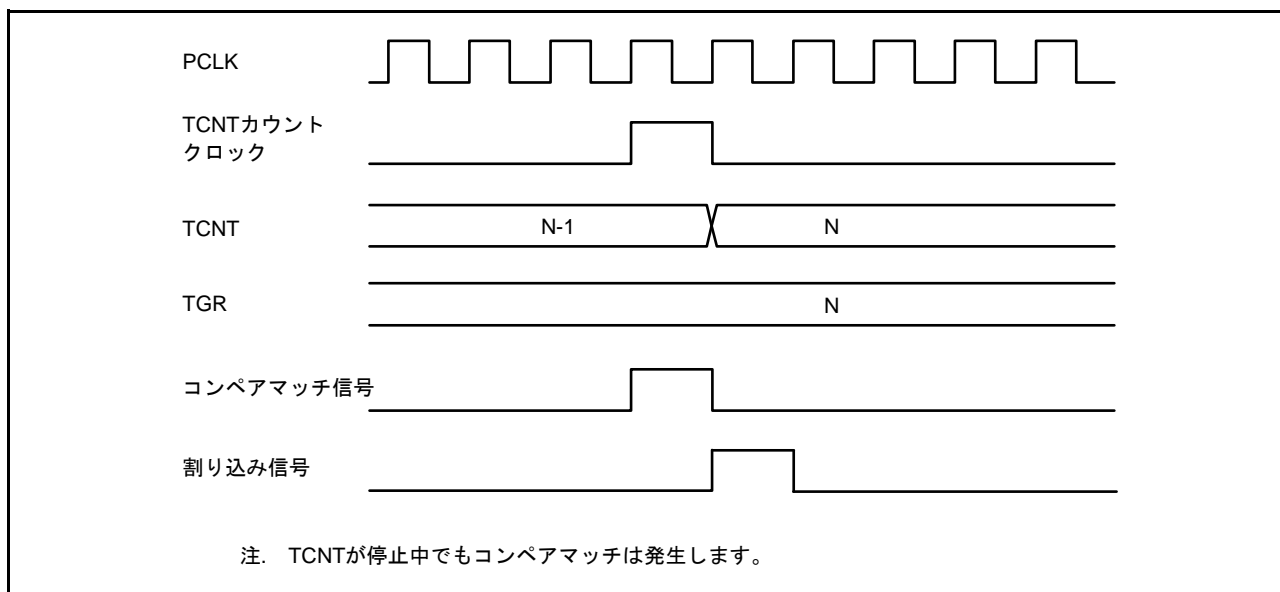 PCLK
TCNTカウント
クロック
TCNT
N-1
N
TGR
N
コンペアマッチ信号
割り込み信号
注. TCNTが停止中でもコンペアマッチは発生します。